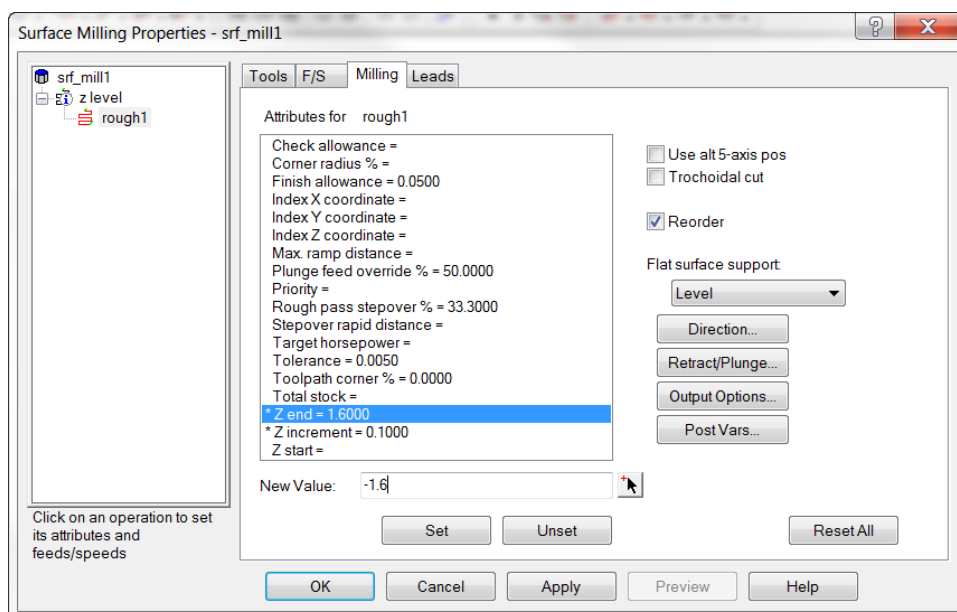 Surface Milling Properties - srf_mill1
srf_mill1
z level
rough1
Click on an operation to set
its attributes and
feeds/speeds
Tools
F/S
Milling
Leads
Attributes for rough1
Check allowance =
Corner radius % =
Finish allowance = 0.0500
Index X coordinate =
Index Y coordinate =
Index Z coordinate =
Max. ramp distance =
Plunge feed override % = 50.0000
Priority =
Rough pass stepover % = 33.3000
Stepover rapid distance =
Target horsepower =
Tolerance = 0.0050
Toolpath corner % = 0.0000
Total stock =
* Z end = 1.6000
* Z increment = 0.1000
Z start =
New Value: -1.6
Set
Unset
Use alt 5-axis pos
Trochoidal cut
Reorder
Flat surface support:
Level
Direction...
Retract/Plunge...
Output Options...
Post Vars...
Reset All
OK
Cancel
Apply
Preview
Help